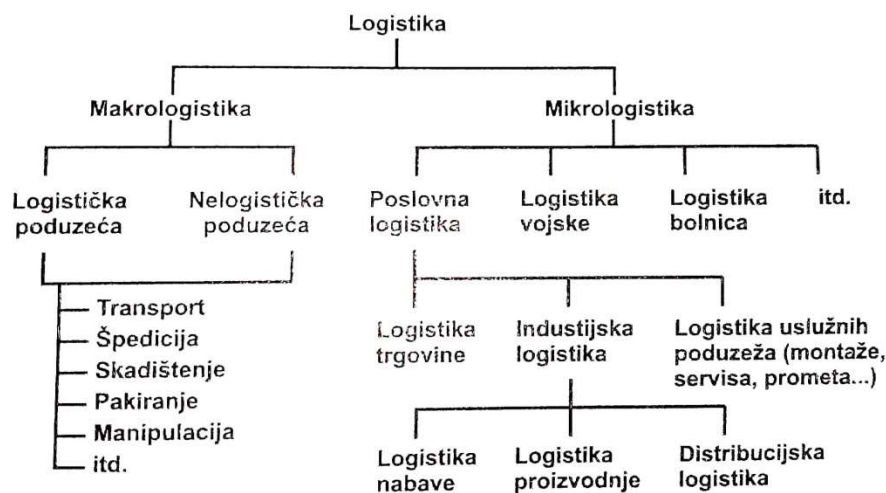 Logistika
Makrologistika
Mikrologistika
Logistička
poduzeća
Nelogistička
poduzeća
Poslovna
logistika
Logistika
vojske
Logistika
bolnica
itd.
Transport
Špedicija
Skadištenje
Pakiranje
Manipulacija
itd.
Logistika
trgovine
Industijska
logistika
Logistika uslužnih
poduzeža (montaže,
servisa, prometa...)
Logistika
nabave
Logistika
proizvodnje
Distribucijska
logistika